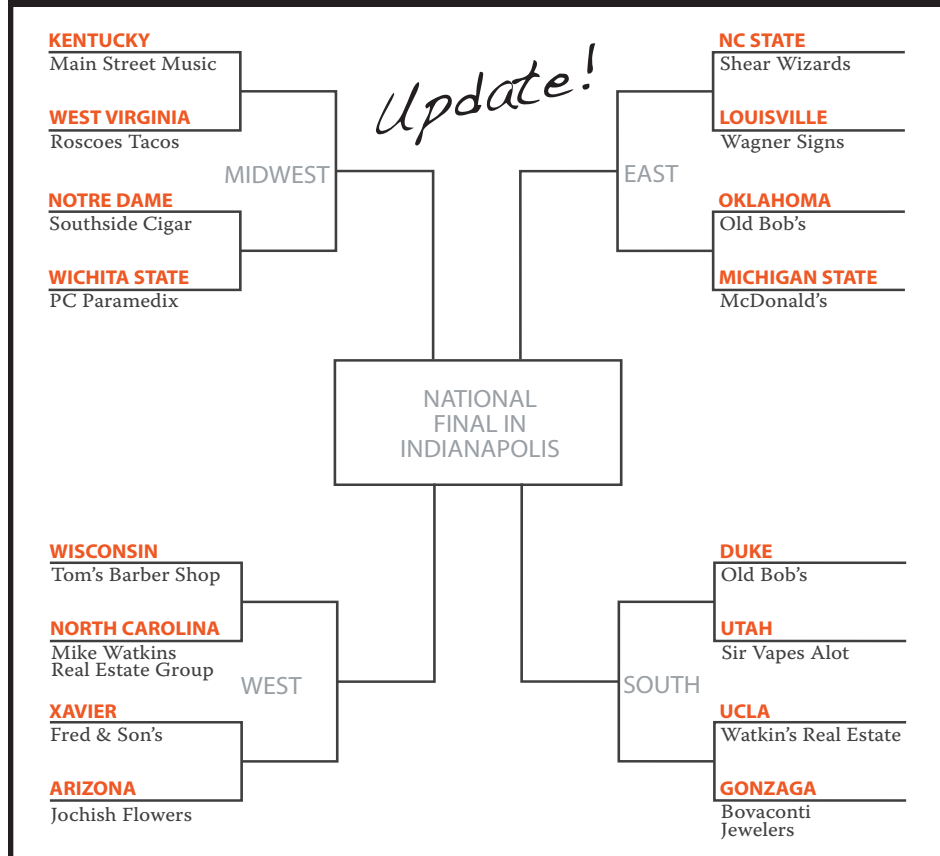 Update!
KENTUCKY
Main Street Music
WEST VIRGINIA
Roscoes Tacos
MIDWEST
NOTRE DAME
Southside Cigar
WICHITA STATE
PC Paramedix
NC STATE
Shear Wizards
LOUISVILLE
Wagner Signs
EAST
OKLAHOMA
Old Bob's
MICHIGAN STATE
McDonald's
NATIONAL
FINAL IN
INDIANAPOLIS
WISCONSIN
Tom's Barber Shop
NORTH CAROLINA
Mike Watkins
Real Estate Group
WEST
XAVIER
Fred & Son's
ARIZONA
Jochish Flowers
DUKE
Old Bob's
UTAH
Sir Vapes Alot
SOUTH
UCLA
Watkin's Real Estate
GONZAGA
Bovaconti
Jewelers